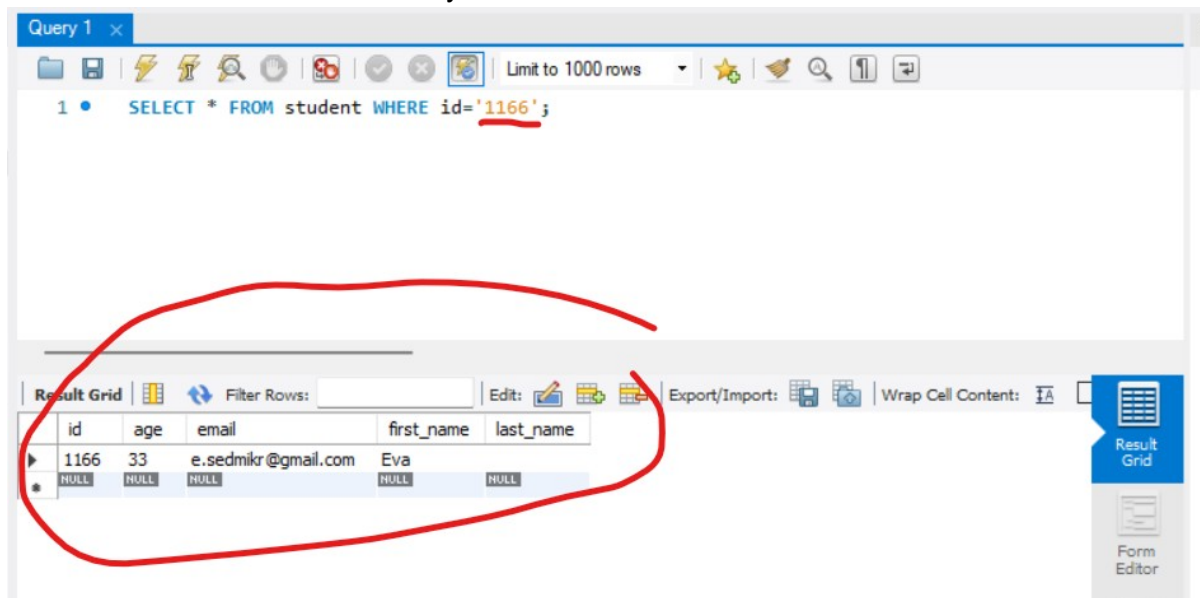 Query 1
Limit to 1000 rows
1 SELECT * FROM student WHERE id='1166';
Result Grid Filter Rows: Edit: Export/Import: Wrap Cell Content:
id age email first_name last_name
1166 33 e.sedmikr@gmail.com Eva
NULL NULL NULL NULL NULL
Result
Grid
Form
Editor